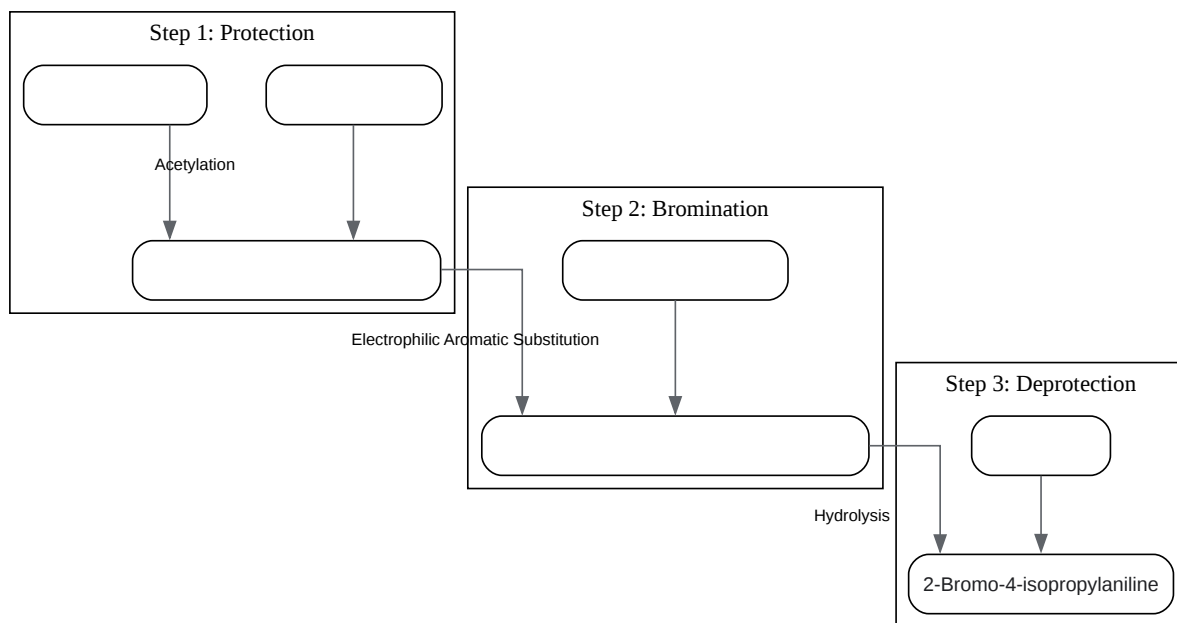 Step 1: Protection
Acetylation
Step 2: Bromination
Electrophilic Aromatic Substitution
Step 3: Deprotection
Hydrolysis
2-Bromo-4-isopropylaniline